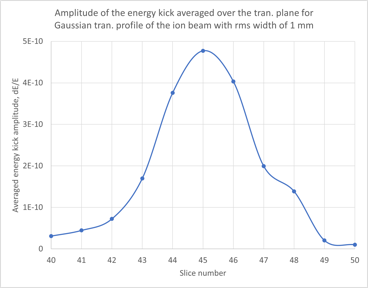 Amplitude of the energy kick averaged over the tran. plane for
Gaussian tran. profile of the ion beam with rms width of 1 mm
5E-10
4E-10
3E-10
2E-10
1E-10
0
Averaged energy kick amplitude, dE/E
40 41 42 43 44 45 46 47 48 49 50
Slice number